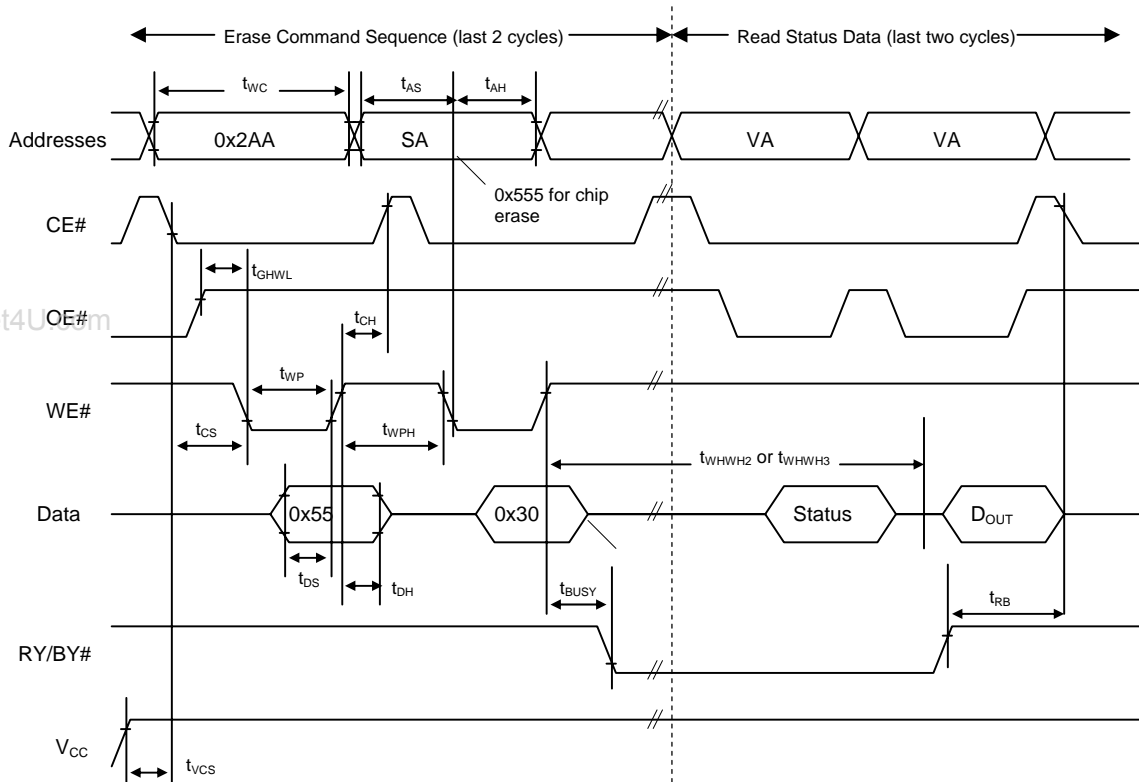 Erase Command Sequence (last 2 cycles) Read Status Data (last two cycles)
tWC tAS tAH
Addresses 0x2AA SA VA VA
0x555 for chip
erase
CE#
tGHWL
OE#
t4U.com
tCH
tWP
WE#
tCS tWPH
tWHWH2 or tWHWH3
Data 0x55 0x30 Status DOUT
tDS tDH tBUSY tRB
RY/BY#
VCC
tVCS